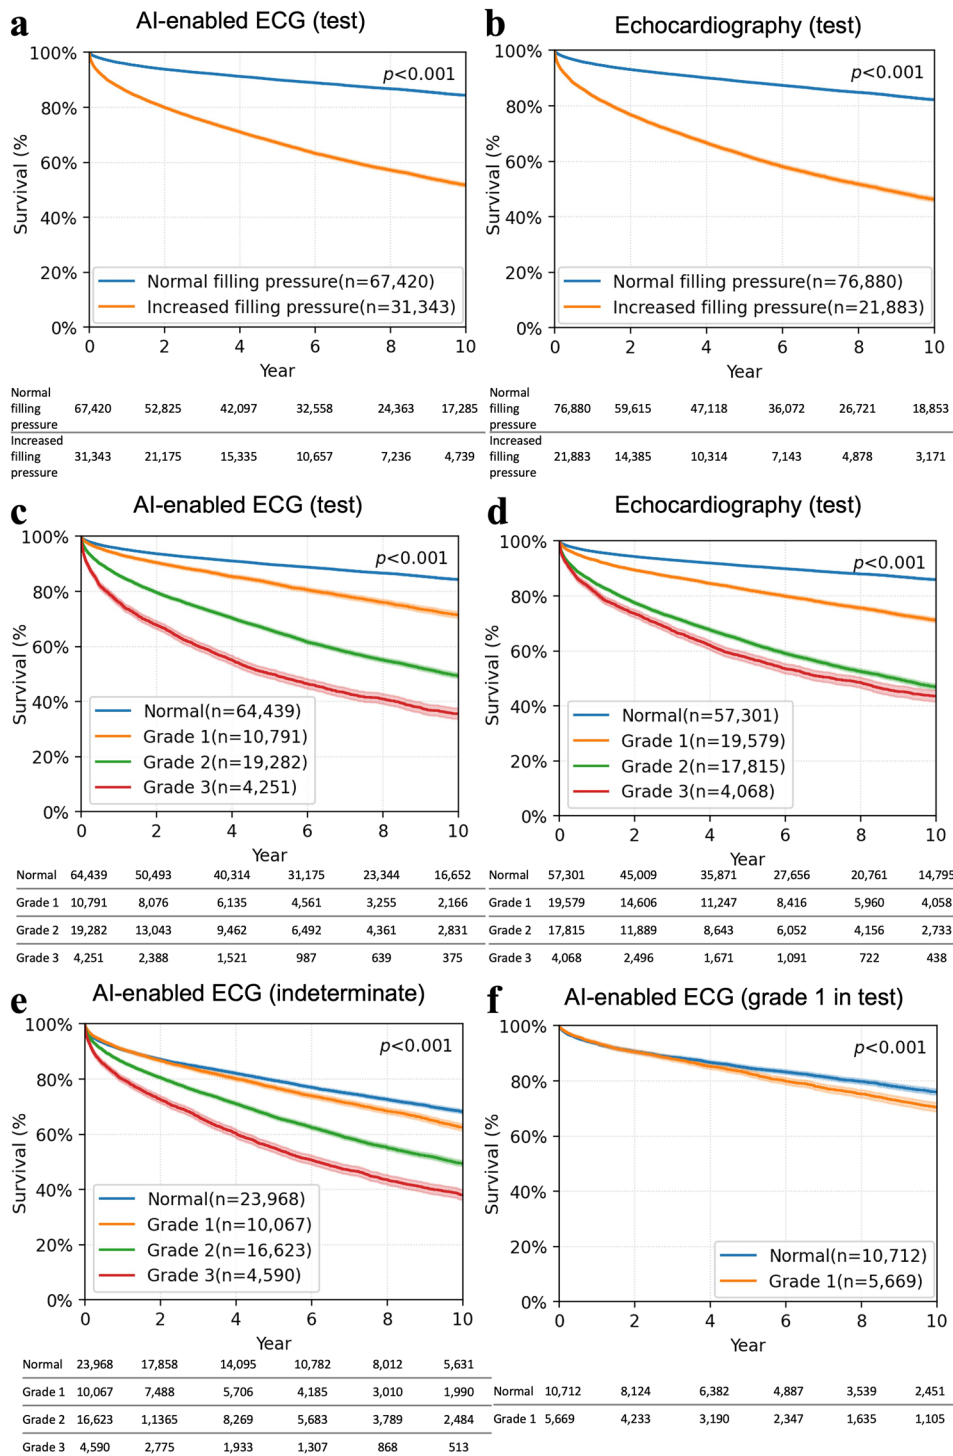 a
AI-enabled ECG (test)
100%
80%
60%
40%
20%
0%
Survival (%
p<0.001
Normal filling pressure(n=67,420)
Increased filling pressure(n=31,343)
0 2 4 6 8 10
Year
Normal
filling
pressure
67,420 52,825 42,097 32,558 24,363 17,285
Increased
filling
pressure
31,343 21,175 15,335 10,657 7,236 4,739
b
Echocardiography (test)
100%
80%
60%
40%
20%
0%
Survival (%
p<0.001
Normal filling pressure(n=76,880)
Increased filling pressure(n=21,883)
0 2 4 6 8 10
Year
Normal
filling
pressure
76,880 59,615 47,118 36,072 26,721 18,853
Increased
filling
pressure
21,883 14,385 10,314 7,143 4,878 3,171
c
AI-enabled ECG (test)
100%
80%
60%
40%
20%
0%
Survival (%
p<0.001
Normal(n=64,439)
Grade 1(n=10,791)
Grade 2(n=19,282)
Grade 3(n=4,251)
0 2 4 6 8 10
Year
Normal 64,439 50,493 40,314 31,175 23,344 16,652
Grade 1 10,791 8,076 6,135 4,561 3,255 2,166
Grade 2 19,282 13,043 9,462 6,492 4,361 2,831
Grade 3 4,251 2,388 1,521 987 639 375
d
Echocardiography (test)
100%
80%
60%
40%
20%
0%
Survival (%
p<0.001
Normal(n=57,301)
Grade 1(n=19,579)
Grade 2(n=17,815)
Grade 3(n=4,068)
0 2 4 6 8 10
Year
Normal 57,301 45,009 35,871 27,656 20,761 14,795
Grade 1 19,579 14,606 11,247 8,416 5,960 4,058
Grade 2 17,815 11,889 8,643 6,052 4,156 2,733
Grade 3 4,068 2,496 1,671 1,091 722 438
e
AI-enabled ECG (indeterminate)
100%
80%
60%
40%
20%
0%
Survival (%
p<0.001
Normal(n=23,968)
Grade 1(n=10,067)
Grade 2(n=16,623)
Grade 3(n=4,590)
0 2 4 6 8 10
Year
Normal 23,968 17,858 14,095 10,782 8,012 5,631
Grade 1 10,067 7,488 5,706 4,185 3,010 1,990
Grade 2 16,623 1,1365 8,269 5,683 3,789 2,484
Grade 3 4,590 2,775 1,933 1,307 868 513
f
AI-enabled ECG (grade 1 in test)
100%
80%
60%
40%
20%
0%
Survival (%
p<0.001
Normal(n=10,712)
Grade 1(n=5,669)
0 2 4 6 8 10
Year
Normal 10,712 8,124 6,382 4,887 3,539 2,451
Grade 1 5,669 4,233 3,190 2,347 1,635 1,105